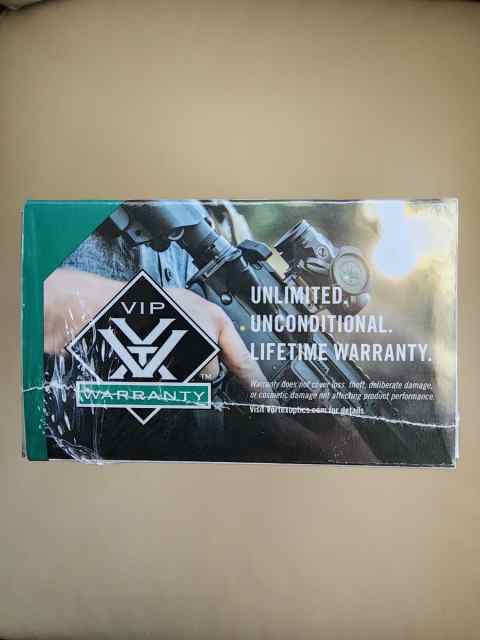 VIP
WARRANTY
TM
UNLIMITED.
UNCONDITIONAL.
LIFETIME WARRANTY.
Warranty does not cover loss, theft, deliberate damage,
or cosmetic damage not affecting product performance.
Visit VortexOptics.com for details